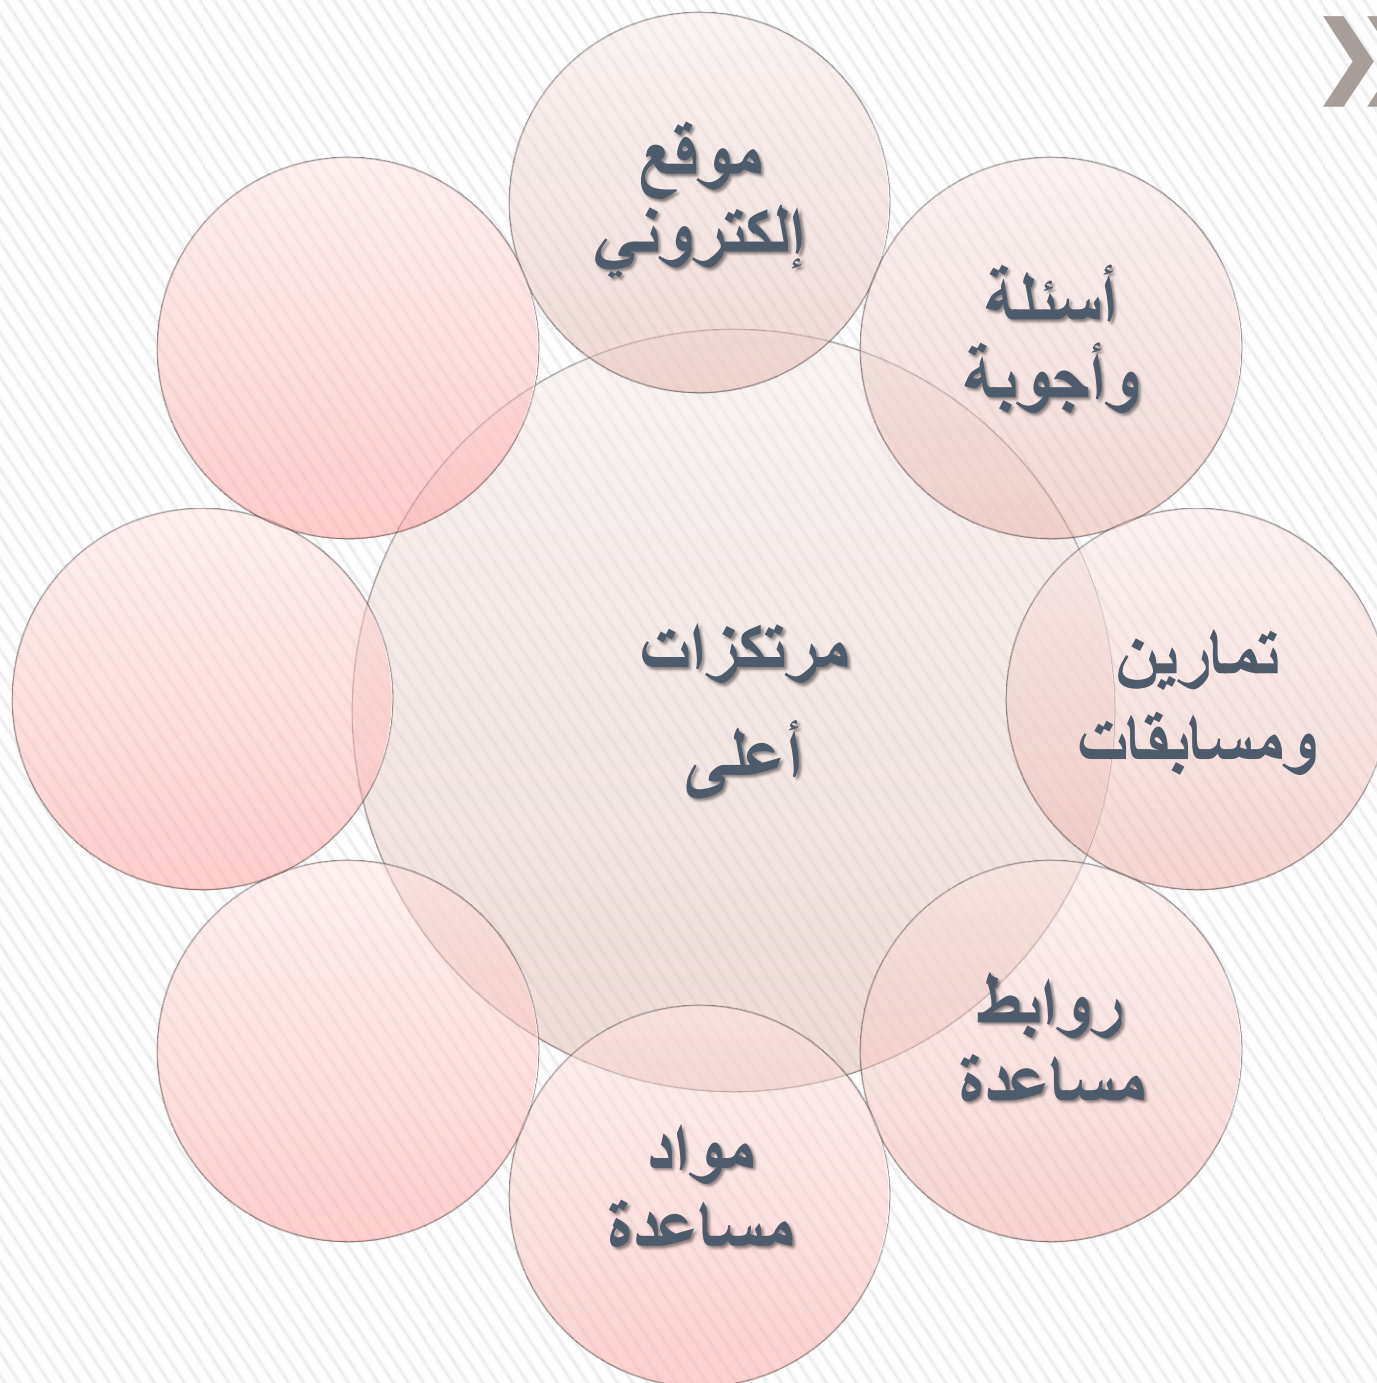 موقع
إلكتروني
أسئلة
وأجوبة
تمارين
ومسابقات
روابط
مساعدة
مواد
مساعدة
مرتكزات
أعلى